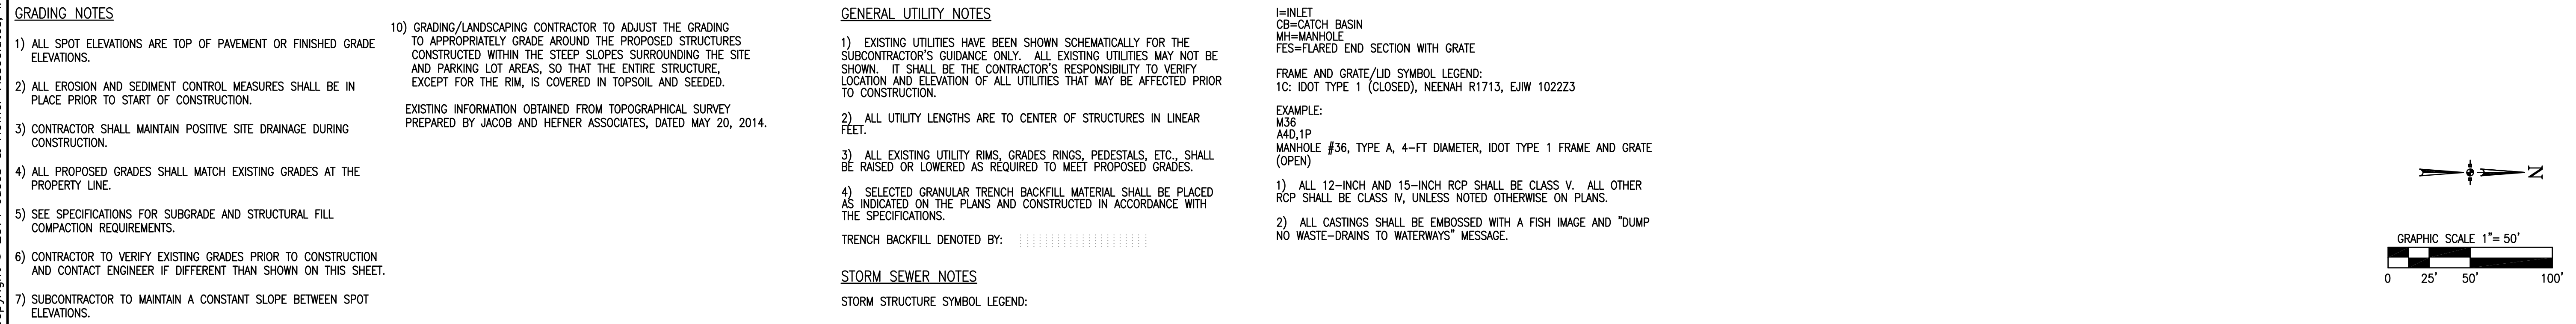 GRADING NOTES
1) ALL SPOT ELEVATIONS ARE TOP OF PAVEMENT OR FINISHED GRADE
ELEVATIONS.
2) ALL EROSION AND SEDIMENT CONTROL MEASURES SHALL BE IN
PLACE PRIOR TO START OF CONSTRUCTION.
3) CONTRACTOR SHALL MAINTAIN POSITIVE SITE DRAINAGE DURING
CONSTRUCTION.
4) ALL PROPOSED GRADES SHALL MATCH EXISTING GRADES AT THE
PROPERTY LINE.
5) SEE SPECIFICATIONS FOR SUBGRADE AND STRUCTURAL FILL
COMPACTION REQUIREMENTS.
6) CONTRACTOR TO VERIFY EXISTING GRADES PRIOR TO CONSTRUCTION
AND CONTACT ENGINEER IF DIFFERENT THAN SHOWN ON THIS SHEET.
7) SUBCONTRACTOR TO MAINTAIN A CONSTANT SLOPE BETWEEN SPOT
ELEVATIONS.
10) GRADING/LANDSCAPING CONTRACTOR TO ADJUST THE GRADING
TO APPROPRIATELY GRADE AROUND THE PROPOSED STRUCTURES
CONSTRUCTED WITHIN THE STEEP SLOPES SURROUNDING THE SITE
AND PARKING LOT AREAS, SO THAT THE ENTIRE STRUCTURE,
EXCEPT FOR THE RIM, IS COVERED IN TOPSOIL AND SEEDED.
EXISTING INFORMATION OBTAINED FROM TOPOGRAPHICAL SURVEY
PREPARED BY JACOB AND HEFNER ASSOCIATES, DATED MAY 20, 2014.
GENERAL UTILITY NOTES
1) EXISTING UTILITIES HAVE BEEN SHOWN SCHEMATICALLY FOR THE
SUBCONTRACTOR'S GUIDANCE ONLY. ALL EXISTING UTILITIES MAY NOT BE
SHOWN. IT SHALL BE THE CONTRACTOR'S RESPONSIBILITY TO VERIFY
LOCATION AND ELEVATION OF ALL UTILITIES THAT MAY BE AFFECTED PRIOR
TO CONSTRUCTION.
2) ALL UTILITY LENGTHS ARE TO CENTER OF STRUCTURES IN LINEAR
FEET.
3) ALL EXISTING UTILITY RIMS, GRADES RINGS, PEDESTALS, ETC., SHALL
BE RAISED OR LOWERED AS REQUIRED TO MEET PROPOSED GRADES.
4) SELECTED GRANULAR TRENCH BACKFILL MATERIAL SHALL BE PLACED
AS INDICATED ON THE PLANS AND CONSTRUCTED IN ACCORDANCE WITH
THE SPECIFICATIONS.
TRENCH BACKFILL DENOTED BY:
STORM SEWER NOTES
STORM STRUCTURE SYMBOL LEGEND:
I=INLET
CB=CATCH BASIN
MH=MANHOLE
FES=FLARED END SECTION WITH GRATE
FRAME AND GRATE/LID SYMBOL LEGEND:
1C: IDOT TYPE 1 (CLOSED), NEENAH R1713, EJIW 1022Z3
EXAMPLE:
M36
A4D,1P
MANHOLE #36, TYPE A, 4-FT DIAMETER, IDOT TYPE 1 FRAME AND GRATE
(OPEN)
1) ALL 12-INCH AND 15-INCH RCP SHALL BE CLASS V. ALL OTHER
RCP SHALL BE CLASS IV, UNLESS NOTED OTHERWISE ON PLANS.
2) ALL CASTINGS SHALL BE EMBOSSED WITH A FISH IMAGE AND "DUMP
NO WASTE-DRAINS TO WATERWAYS" MESSAGE.
N
GRAPHIC SCALE 1"= 50'
0 25' 50' 100'